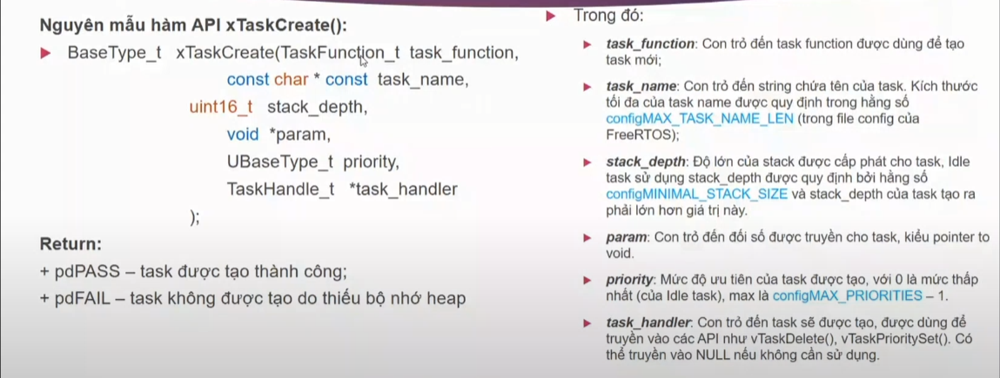 Nguyên mẫu hàm API xTaskCreate():
BaseType_t xTaskCreate(TaskFunction_t task_function,
const char * const task_name,
uint16_t stack_depth,
void *param,
UBaseType_t priority,
TaskHandle_t *task_handler
);
Return:
+ pdPASS – task được tạo thành công;
+ pdFAIL – task không được tạo do thiếu bộ nhớ heap
Trong đó:
task_function: Con trỏ đến task function được dùng để tạo
task mới;
task_name: Con trỏ đến string chứa tên của task. Kích thước
tối đa của task name được quy định trong hằng số
configMAX_TASK_NAME_LEN (trong file config của
FreeRTOS);
stack_depth: Độ lớn của stack được cấp phát cho task, Idle
task sử dụng stack_depth được quy định bởi hằng số
configMINIMAL_STACK_SIZE và stack_depth của task tạo ra
phải lớn hơn giá trị này.
param: Con trỏ đến đối số được truyền cho task, kiểu pointer to
void.
priority: Mức độ ưu tiên của task được tạo, với 0 là mức thấp
nhất (của Idle task), max là configMAX_PRIORITIES – 1.
task_handler: Con trỏ đến task sẽ được tạo, được dùng để
truyền vào các API như vTaskDelete(), vTaskPrioritySet(). Có
thể truyền vào NULL nếu không cần sử dụng.